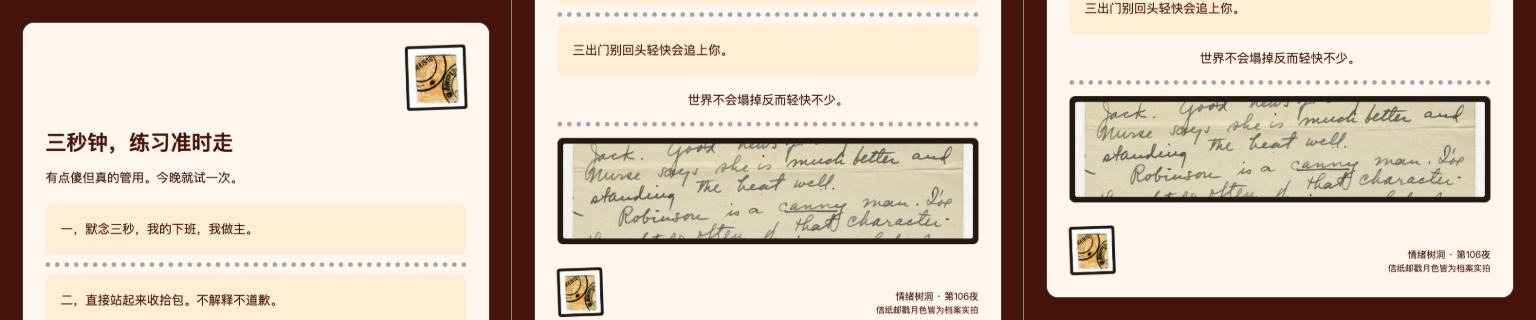 三秒钟，练习准时走
有点傻但真的管用。今晚就试一次。
一，默念三秒，我的下班，我做主。
二，直接站起来收拾包。不解释不道歉。
三出门别回头轻快会追上你。
世界不会塌掉反而轻快不少。
Jack. Good news
Nurse says she is much better and
standing the heat well.
Robinson is a canny man. I've
that character-
情绪树洞 · 第106夜
信纸邮戳月色皆为档案实拍
三出门别回头轻快会追上你。
世界不会塌掉反而轻快不少。
Jack. Good news
Nurse says she is much better and
standing the heat well.
Robinson is a canny man. I've
that character-
情绪树洞 · 第106夜
信纸邮戳月色皆为档案实拍